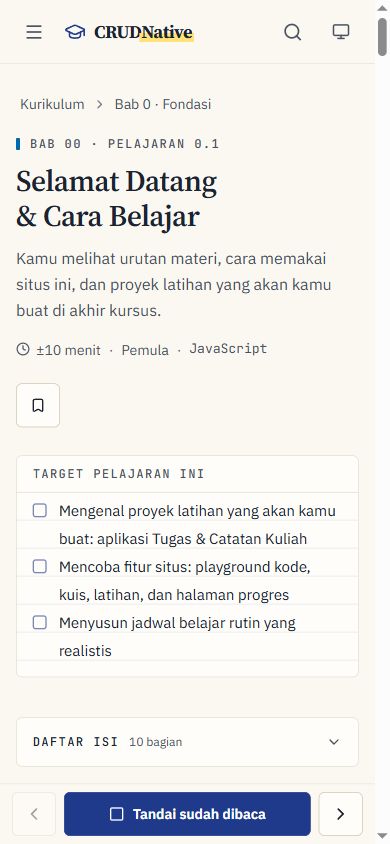 CRUDNative
Kurikulum > Bab 0 · Fondasi
BAB 00 · PELAJARAN 0.1
Selamat Datang
& Cara Belajar
Kamu melihat urutan materi, cara memakai
situs ini, dan proyek latihan yang akan kamu
buat di akhir kursus.
±10 menit · Pemula · JavaScript
TARGET PELAJARAN INI
Mengenal proyek latihan yang akan kamu
buat: aplikasi Tugas & Catatan Kuliah
Mencoba fitur situs: playground kode,
kuis, latihan, dan halaman progres
Menyusun jadwal belajar rutin yang
realistis
DAFTAR ISI 10 bagian
Tandai sudah dibaca